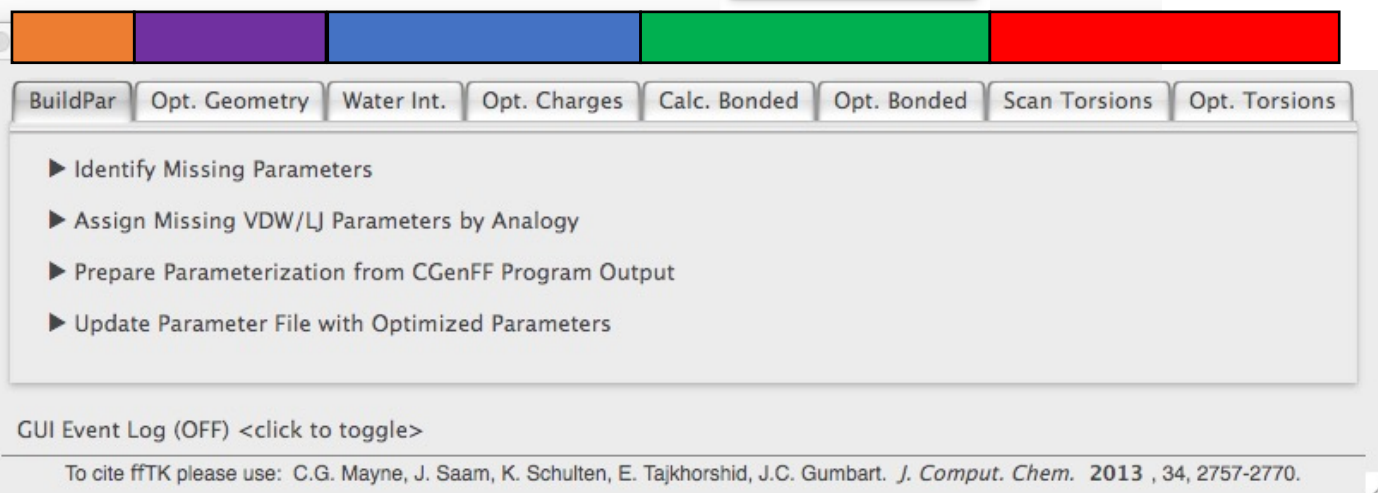 BuildPar Opt. Geometry Water Int. Opt. Charges Calc. Bonded Opt. Bonded Scan Torsions Opt. Torsions
▶ Identify Missing Parameters
▶ Assign Missing VDW/LJ Parameters by Analogy
▶ Prepare Parameterization from CGenFF Program Output
▶ Update Parameter File with Optimized Parameters
GUI Event Log (OFF) <click to toggle>
To cite ffTK please use: C.G. Mayne, J. Saam, K. Schulten, E. Tajkhorshid, J.C. Gumbart. J. Comput. Chem. 2013 , 34, 2757-2770.